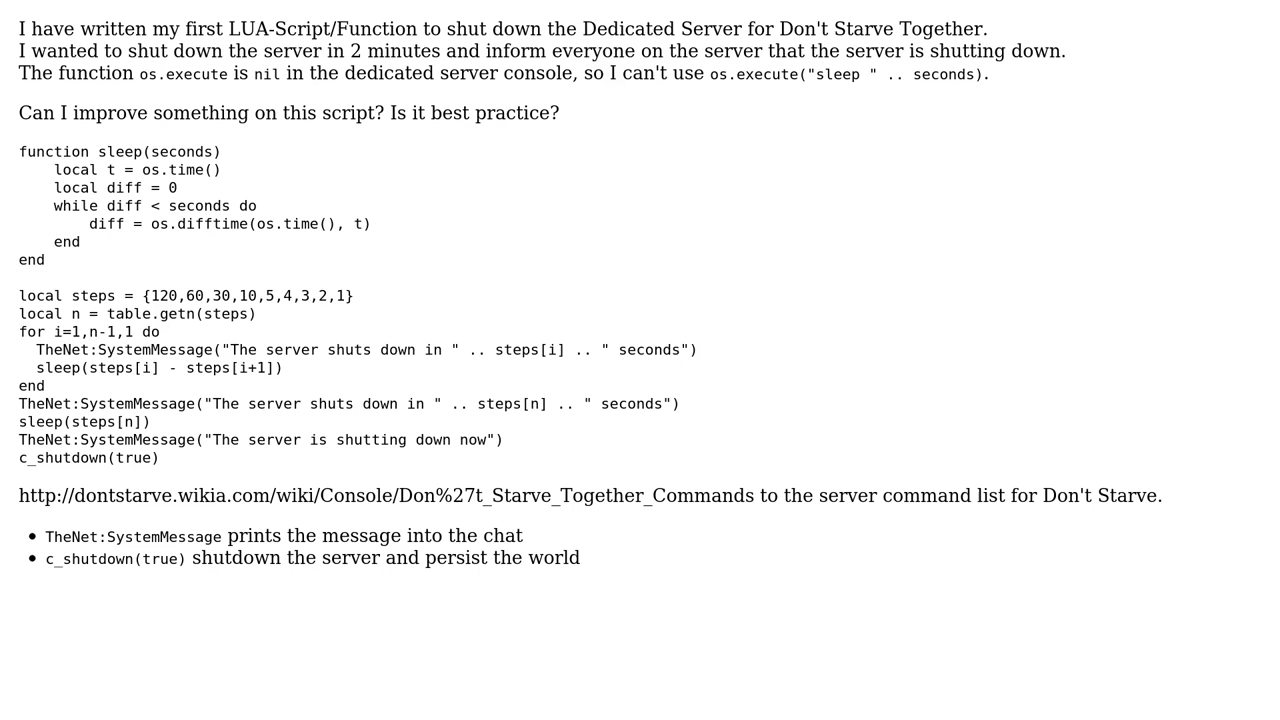 I have written my first LUA-Script/Function to shut down the Dedicated Server for Don't Starve Together.
I wanted to shut down the server in 2 minutes and inform everyone on the server that the server is shutting down.
The function os.execute is nil in the dedicated server console, so I can't use os.execute("sleep " .. seconds).
Can I improve something on this script? Is it best practice?
function sleep(seconds)
    local t = os.time()
    local diff = 0
    while diff < seconds do
        diff = os.difftime(os.time(), t)
    end
end
local steps = {120,60,30,10,5,4,3,2,1}
local n = table.getn(steps)
for i=1,n-1,1 do
  TheNet:SystemMessage("The server shuts down in " .. steps[i] .. " seconds")
  sleep(steps[i] - steps[i+1])
end
TheNet:SystemMessage("The server shuts down in " .. steps[n] .. " seconds")
sleep(steps[n])
TheNet:SystemMessage("The server is shutting down now")
c_shutdown(true)
http://dontstarve.wikia.com/wiki/Console/Don%27t_Starve_Together_Commands to the server command list for Don't Starve.
• TheNet:SystemMessage prints the message into the chat
• c_shutdown(true) shutdown the server and persist the world